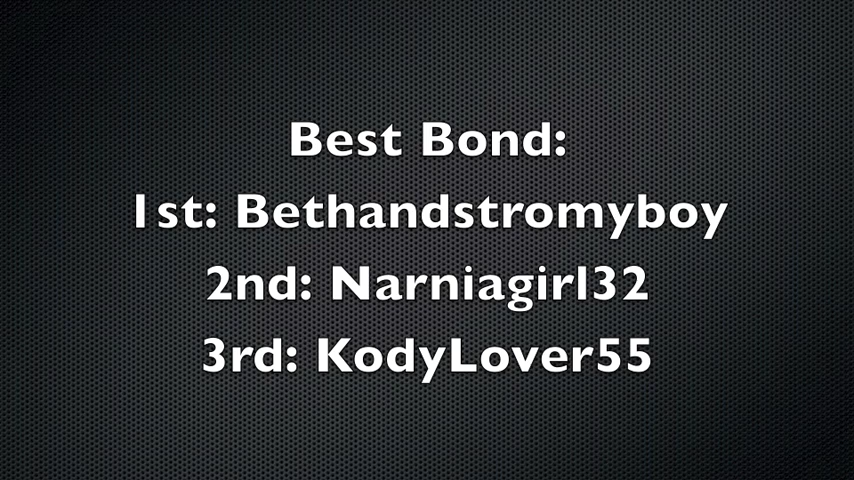 Best Bond:
1st: Bethandstromyboy
2nd: Narniagirl32
3rd: KodyLover55